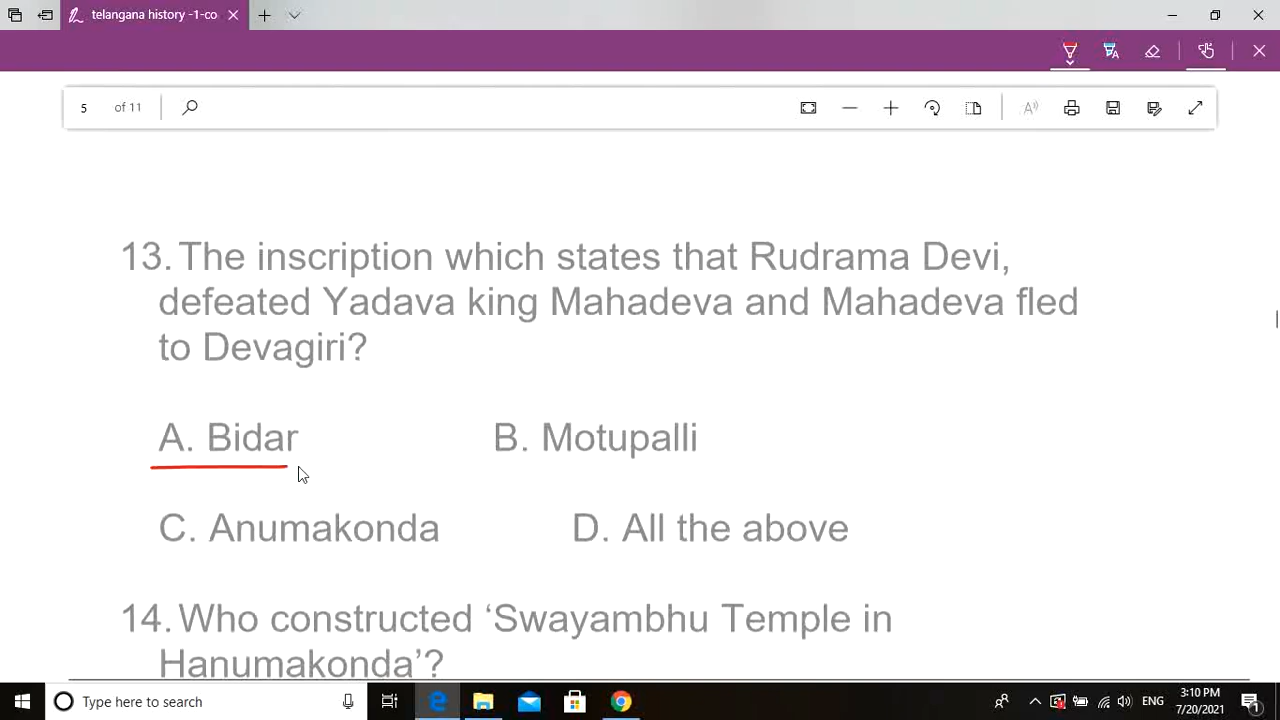 telangana history -1-co
5 of 11
13. The inscription which states that Rudrama Devi,
defeated Yadava king Mahadeva and Mahadeva fled
to Devagiri?
A. Bidar B. Motupalli
C. Anumakonda D. All the above
14. Who constructed ‘Swayambhu Temple in
Hanumakonda’?
Type here to search
ENG
3:10 PM
7/20/2021
1